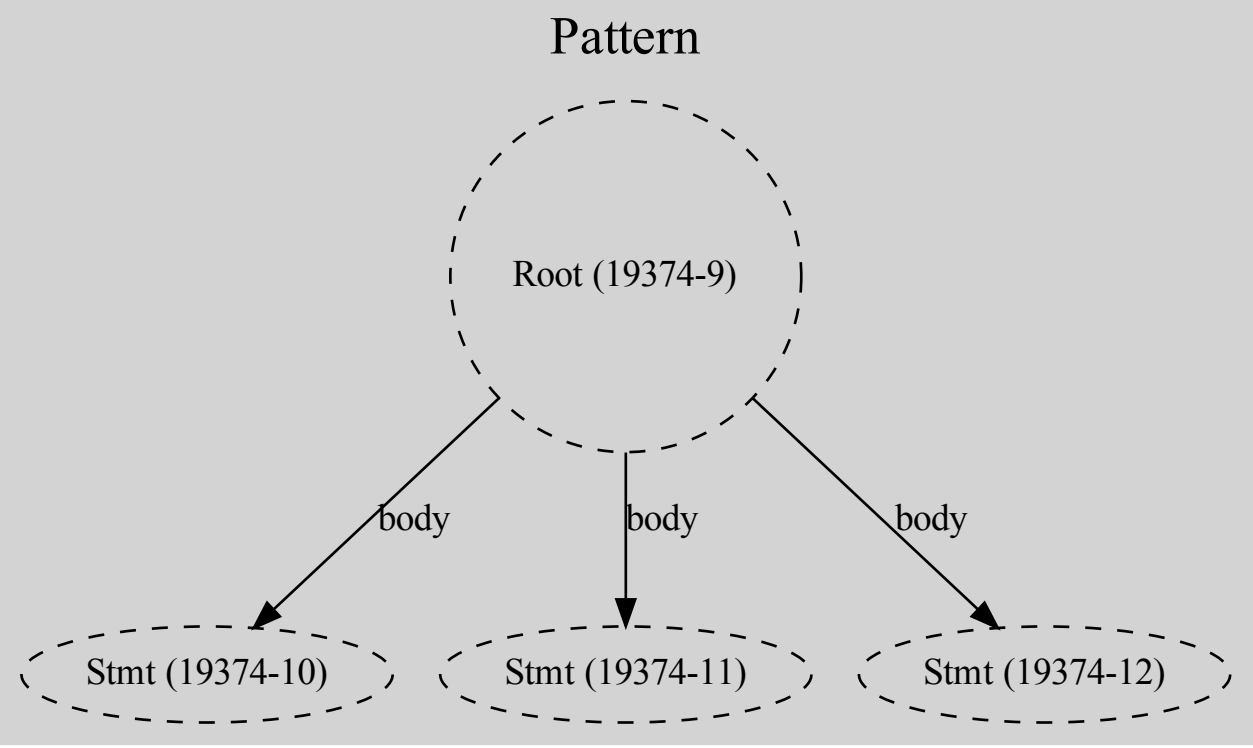 Pattern
Root (19374-9)
body
body
body
Stmt (19374-10)
Stmt (19374-11)
Stmt (19374-12)